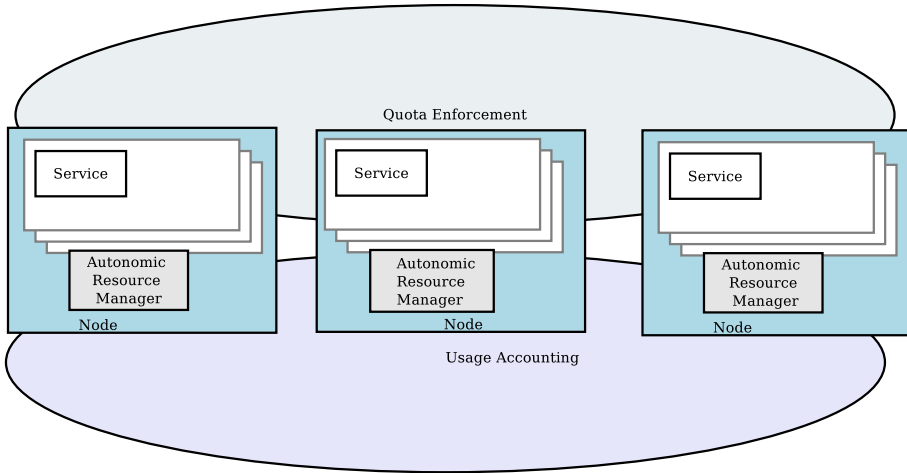 Quota Enforcement
Service
Service
Service
Autonomic
Resource
Manager
Autonomic
Resource
Manager
Autonomic
Resource
Manager
Node
Node
Node
Usage Accounting